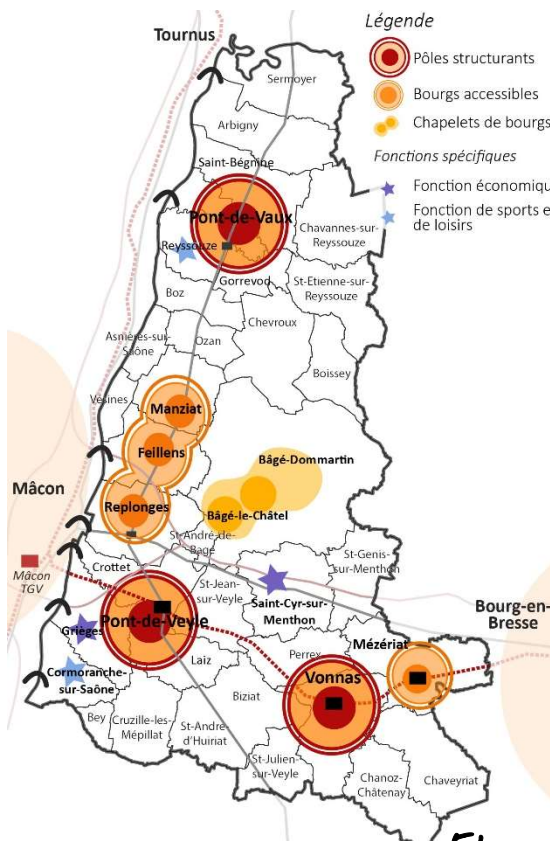 Légende
Tournus
Pôles structurants
Sermoyer
Bourgs accessibles
Arbigny
Chapelets de bourgs
Saint-Bégnine
Fonctions spécifiques
Fonction économiqu
Pont-de-Vaux
Fonction de sports e
de loisirs
Chavannes-sur-
Reyssouze
Reyssouze
Gorrevod
St-Etienne-sur-
Reyssouze
Boz
Chevroux
Asnières-sur-
Saône
Ozan
Boissey
Vésines
Manziat
Feillens
Bâgé-Dommartin
Mâcon
Replonges
Bâgé-le-Châtel
St-André-de-
Bagé
St-Genis-
sur-Menthon
Crottet
Mâcon
TGV
St-Jean-
sur-Veyle
Saint-Cyr-sur-
Menthon
Bourg-en-
Bresse
Pont-de-Veyle
Grièges
Mézériat
Perrex
Laiz
Vonnas
Cormoranche-
sur-Saône
Biziat
Bey
Cruzille-les-
Mépillat
St-André-
d'Huiriat
St-Julien-
sur-Veyle
Chanoz-
Châtenay
Chaveyriat